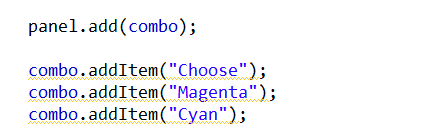 panel.add(combo);
combo.addItem("Choose");
combo.addItem("Magenta");
combo.addItem("Cyan");